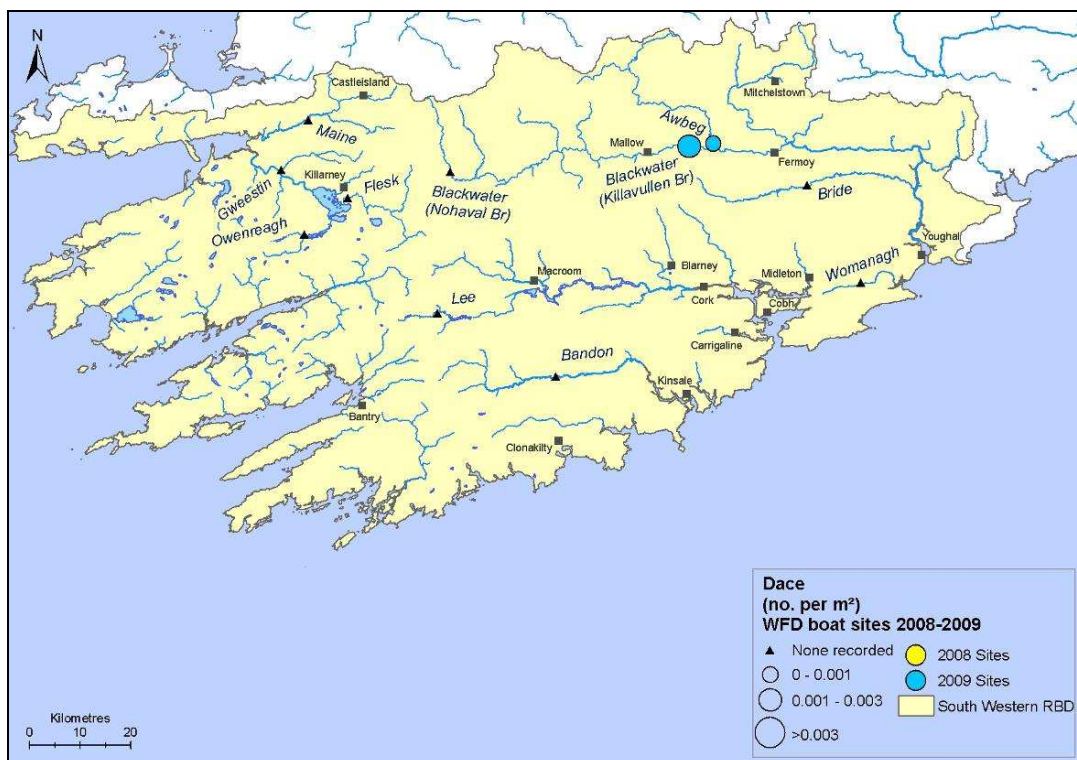 N
Castleisland
Mitchelstown
Maine
Awbeg
Mallow
Fermoy
Killarney
Flesk
Gweestin
Blackwater
(Nohaval Br)
Blackwater
(Killavullen Br)
Bride
Owenreagh
Youghal
Macroom
Blarney
Midleton
Womanagh
Lee
Cork
Cobh
Carrigaline
Bandon
Kinsale
Bantry
Clonakilty
Dace
(no. per m²)
WFD boat sites 2008-2009
None recorded
2008 Sites
0 - 0.001
2009 Sites
0.001 - 0.003
South Western RBD
>0.003
Kilometres
0 5 10 20